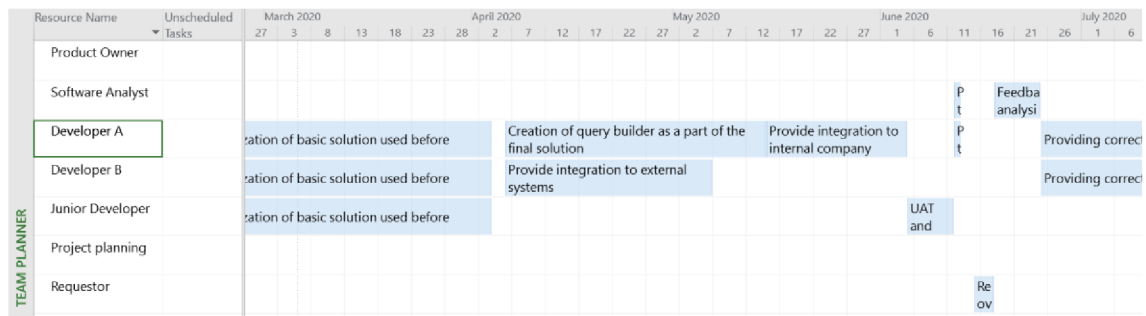 Resource Name Unscheduled Tasks March 2020 April 2020 May 2020 June 2020 July 2020
27 3 8 13 18 23 28 2 7 12 17 22 27 2 7 12 17 22 27 1 6 11 16 21 26 1 6
TEAM PLANNER
Product Owner
Software Analyst
P
t
Feedba
analysi
Developer A
zation of basic solution used before
Creation of query builder as a part of the
final solution
Provide integration to
internal company
P
t
Providing correct
Developer B
zation of basic solution used before
Provide integration to external
systems
Providing correct
Junior Developer
zation of basic solution used before
UAT
and
Project planning
Requestor
Re
ov